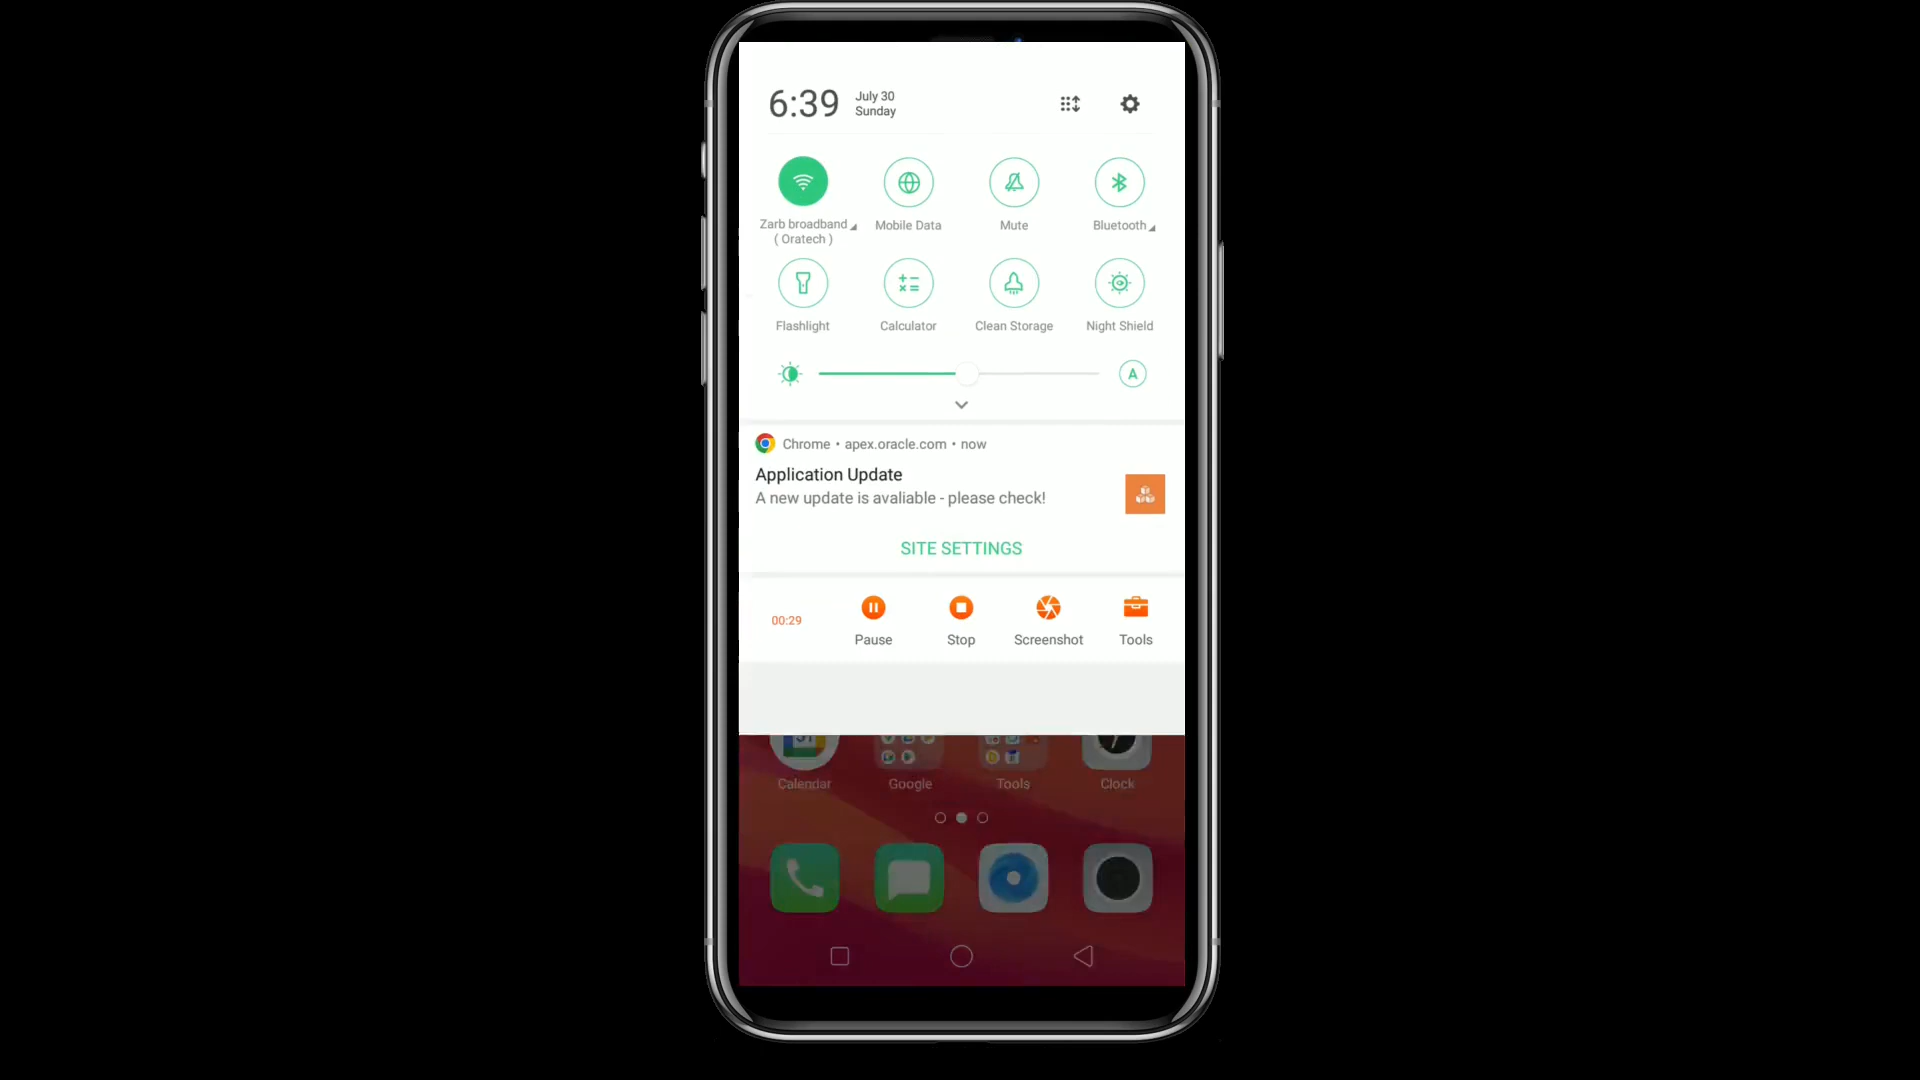 6:39
July 30
Sunday
Zarb broadband
( Oratech )
Mobile Data
Mute
Bluetooth
Flashlight
Calculator
Clean Storage
Night Shield
A
Chrome • apex.oracle.com • now
Application Update
A new update is avaliable - please check!
SITE SETTINGS
00:29
Pause
Stop
Screenshot
Tools
Calendar
Google
Tools
Clock